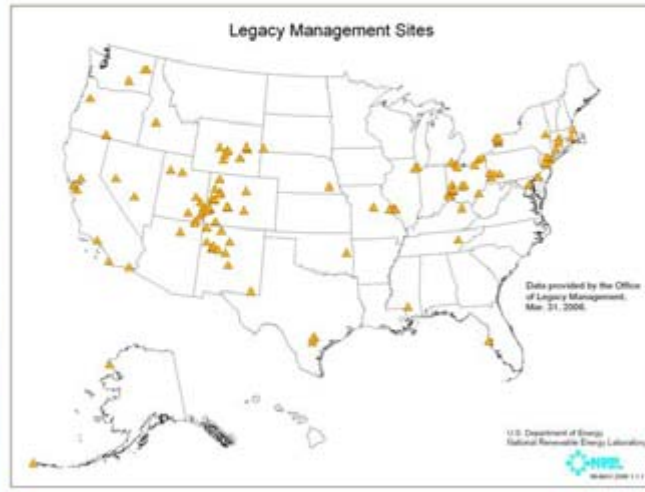 Legacy Management Sites
Data provided by the Office
of Legacy Management,
Mar. 31, 2006.
U.S. Department of Energy
National Renewable Energy Laboratory
NREL